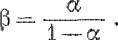 β = α / (1 − α) .